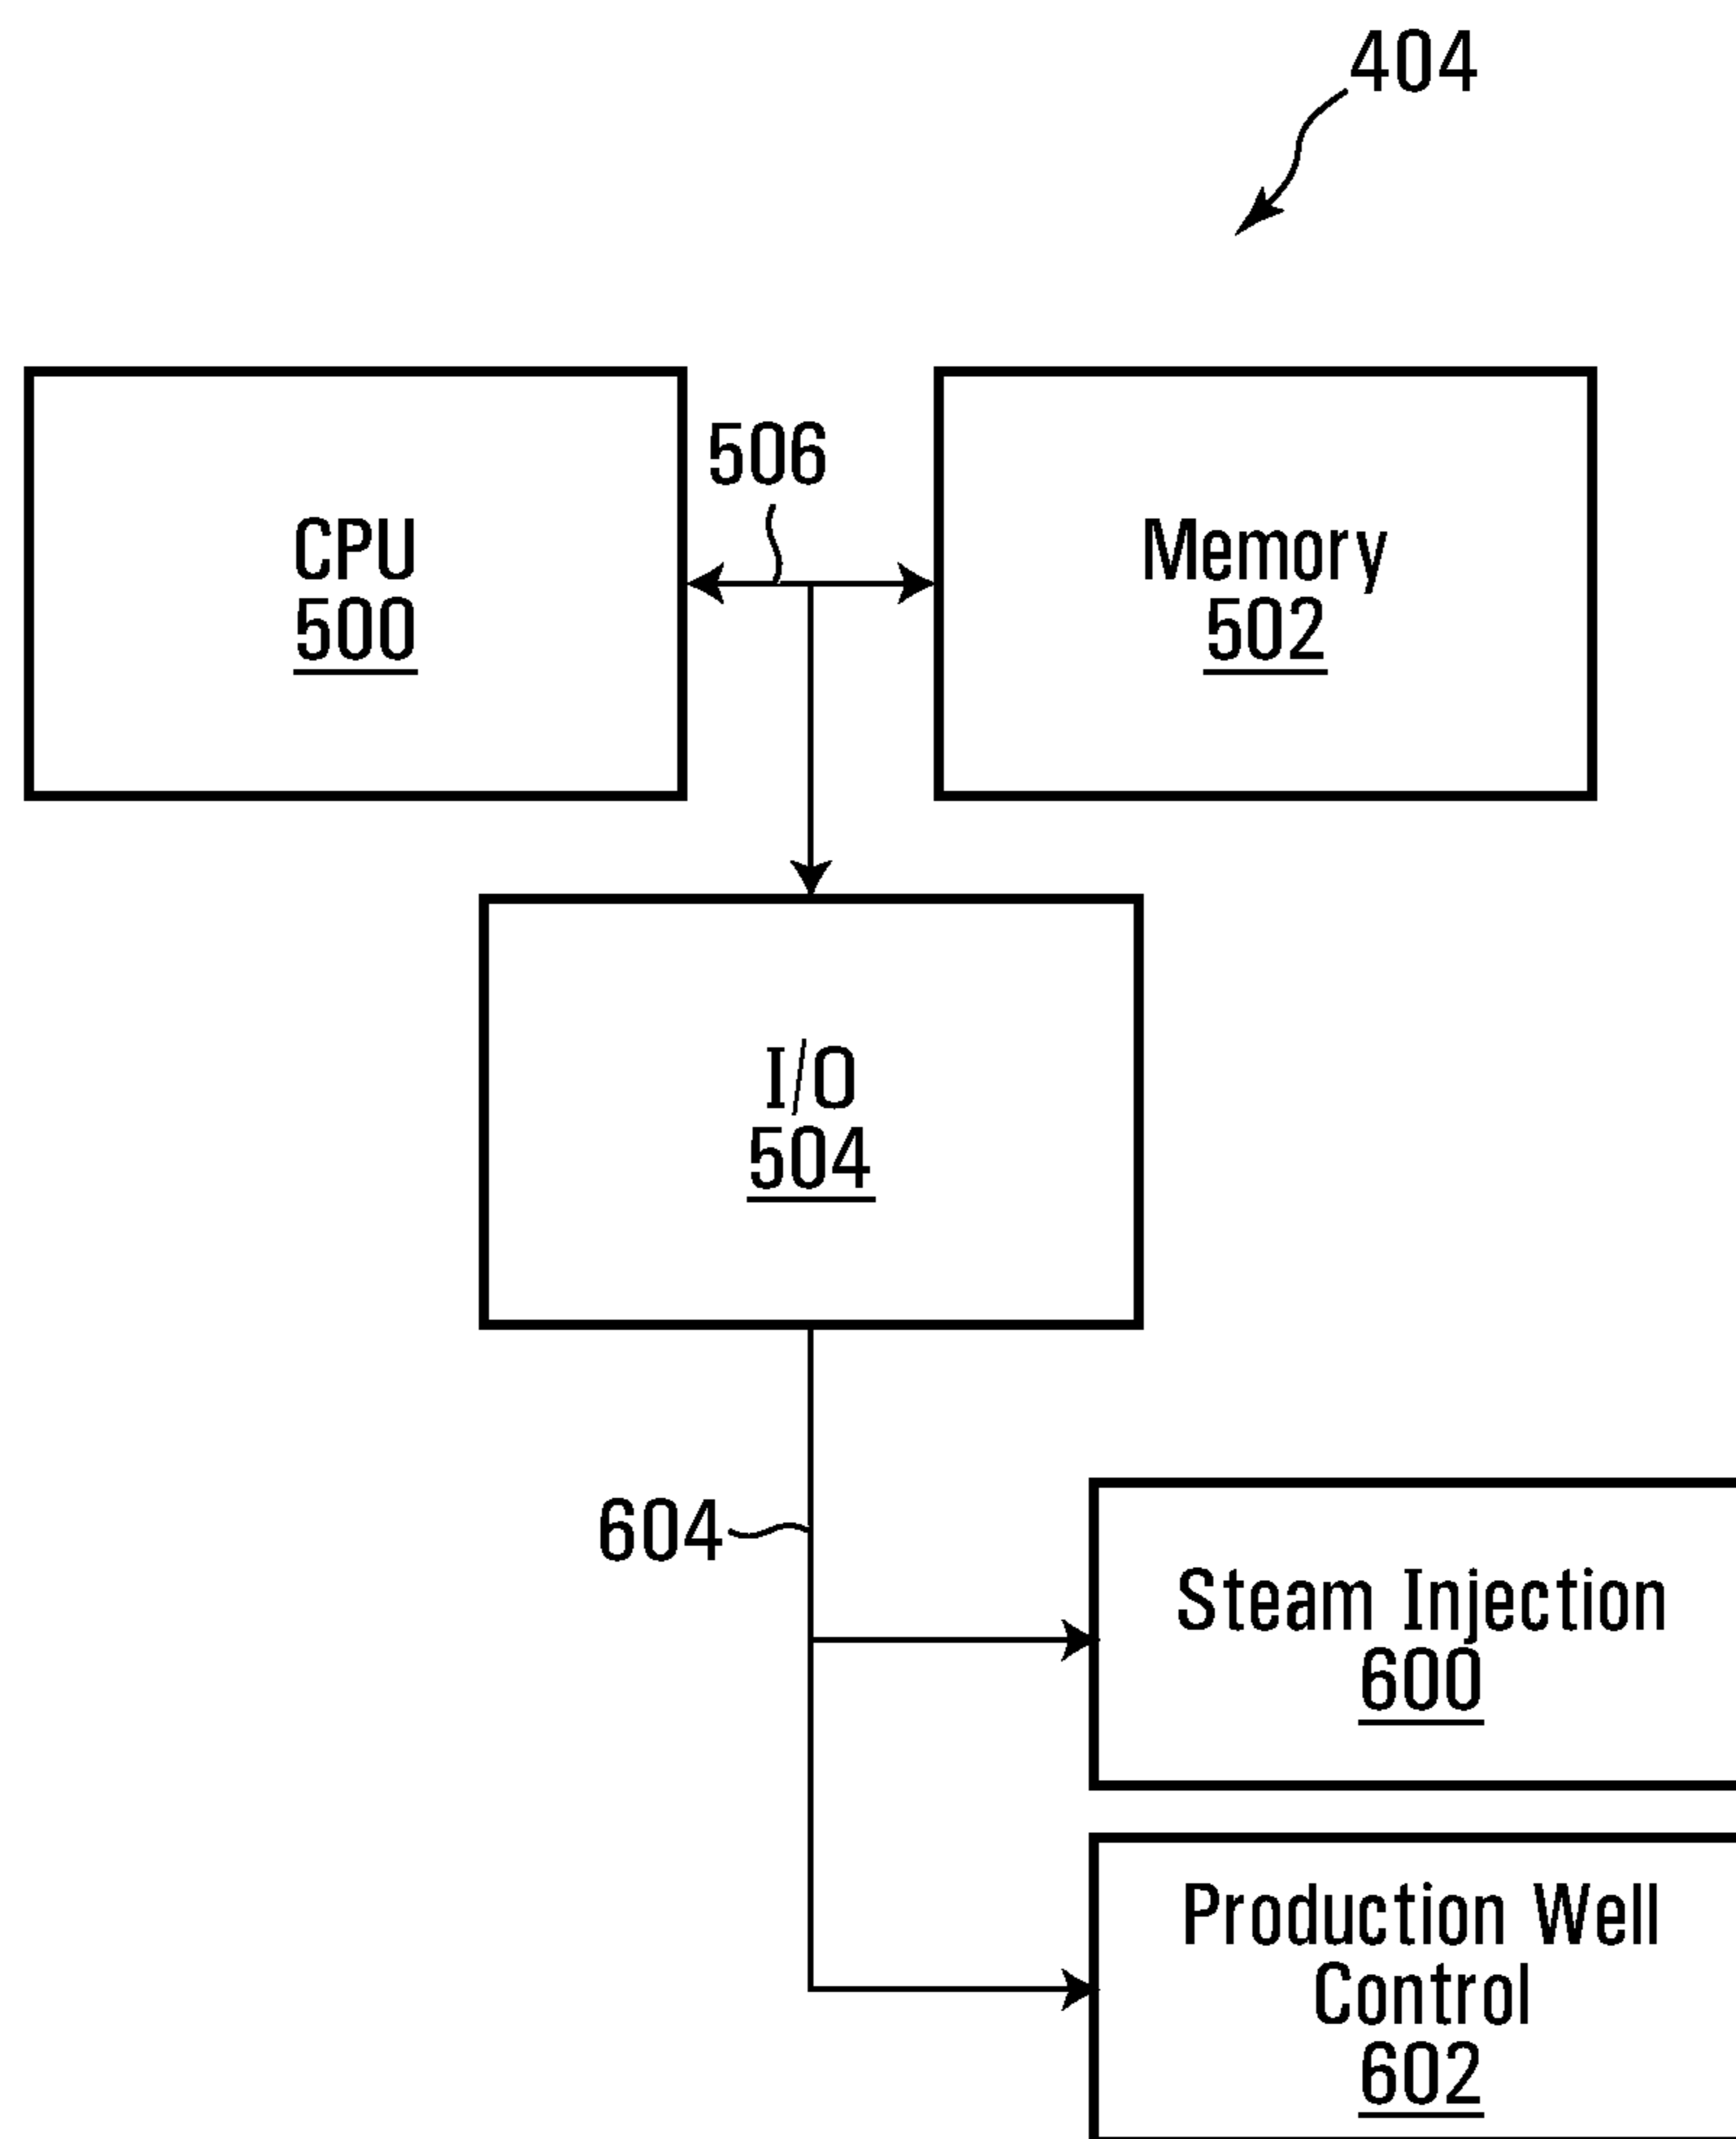 404
506
CPU
500
Memory
502
I/O
504
604
Steam Injection
600
Production Well
Control
602